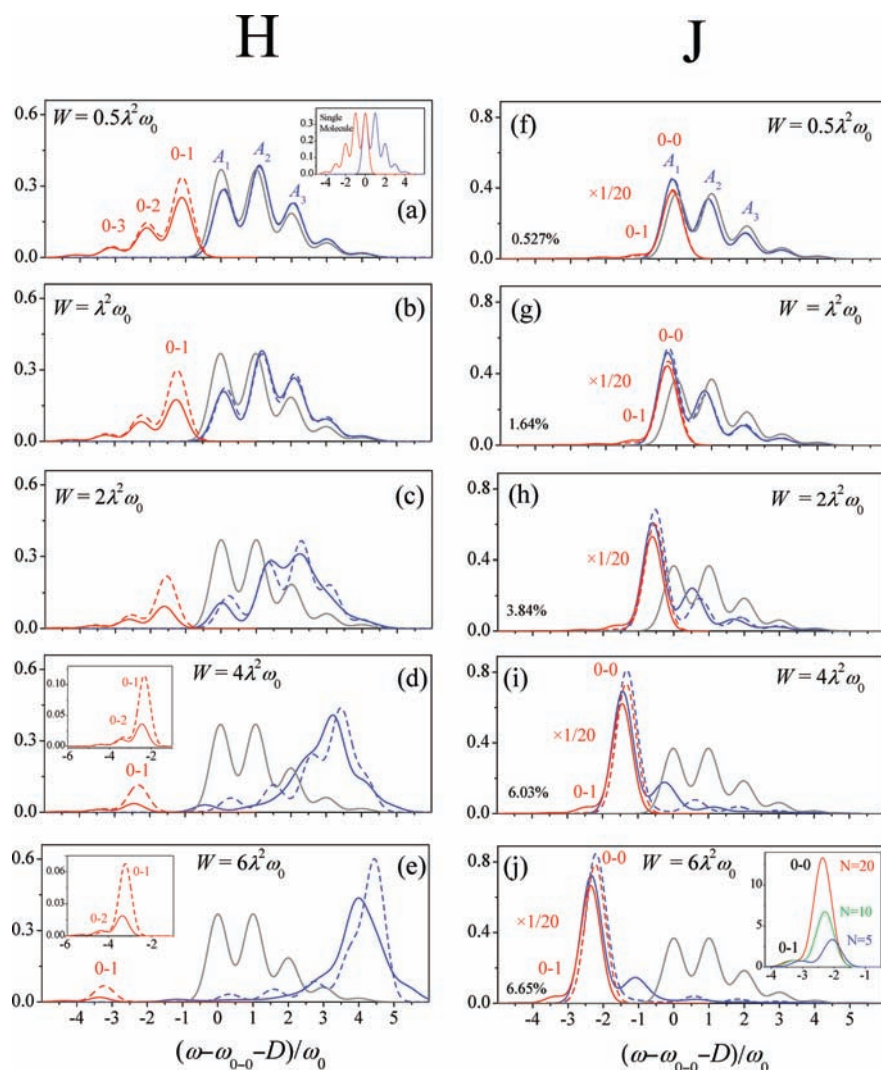 H
J
W = 0.5λ²ω₀
0.6
0.3
0.0
0-3
0-2
0-1
A₁
A₂
A₃
(a)
Single
Molecule
0.3
0.2
0.1
0.0
-4 -2 0 2 4
(f)
W = 0.5λ²ω₀
0.8
0.4
0.0
0-0
A₁
A₂
A₃
×1/20
0-1
0.527%
W = λ²ω₀
(b)
0.6
0.3
0.0
0-1
(g)
W = λ²ω₀
0.8
0.4
0.0
0-0
×1/20
0-1
1.64%
W = 2λ²ω₀
(c)
0.6
0.3
0.0
(h)
W = 2λ²ω₀
0.8
0.4
0.0
×1/20
3.84%
W = 4λ²ω₀
(d)
0.6
0.3
0.0
0.10
0.05
0.00
0-1
0-2
-6 -4 -2
0-1
(i)
W = 4λ²ω₀
0.8
0.4
0.0
0-0
×1/20
0-1
6.03%
W = 6λ²ω₀
(e)
0.6
0.3
0.0
0.06
0.03
0.00
0-1
0-2
-6 -4 -2
0-1
-4 -3 -2 -1 0 1 2 3 4 5
(ω–ω₀₋₀–D)/ω₀
(j)
W = 6λ²ω₀
0.8
0.4
0.0
0-0
×1/20
0-1
6.65%
10
5
0
0-0
0-1
N=20
N=10
N=5
-4 -3 -2 -1
-4 -3 -2 -1 0 1 2 3 4 5
(ω–ω₀₋₀–D)/ω₀